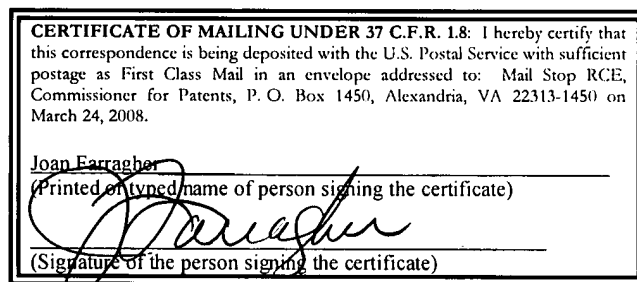 CERTIFICATE OF MAILING UNDER 37 C.F.R. 1.8: I hereby certify that
this correspondence is being deposited with the U.S. Postal Service with sufficient
postage as First Class Mail in an envelope addressed to: Mail Stop RCE,
Commissioner for Patents, P. O. Box 1450, Alexandria, VA 22313-1450 on
March 24, 2008.
Joan Farragher
(Printed or typed name of person signing the certificate)
J Farragher
(Signature of the person signing the certificate)